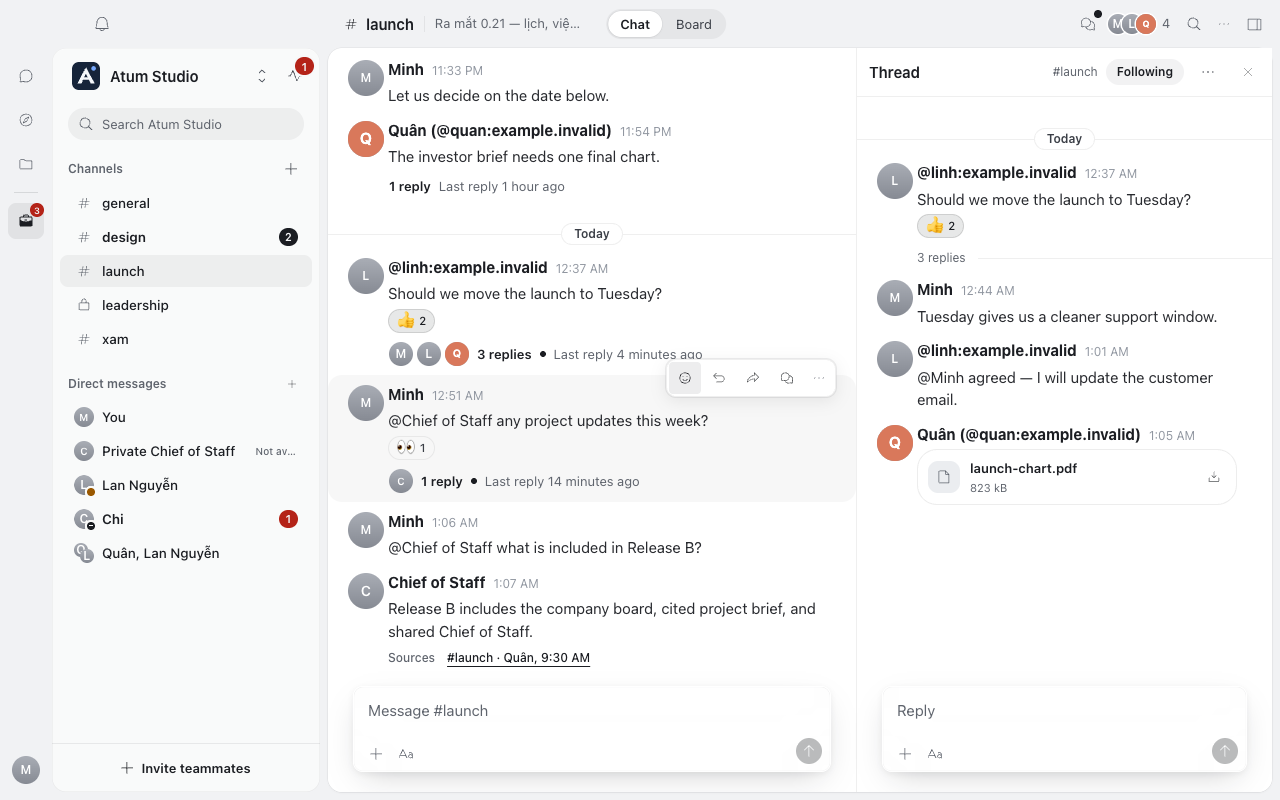 # launch
Ra mắt 0.21 — lịch, việ...
Chat
Board
M
L
Q
4
3
M
Atum Studio
1
Search Atum Studio
Channels
# general
# design
2
# launch
leadership
# xam
Direct messages
M You
C Private Chief of Staff
Not av...
L Lan Nguyễn
C Chi
1
Q L Quân, Lan Nguyễn
Invite teammates
M
Minh 11:33 PM
Let us decide on the date below.
Q
Quân (@quan:example.invalid) 11:54 PM
The investor brief needs one final chart.
1 reply Last reply 1 hour ago
Today
L
@linh:example.invalid 12:37 AM
Should we move the launch to Tuesday?
👍 2
M L Q 3 replies • Last reply 4 minutes ago
M
Minh 12:51 AM
@Chief of Staff any project updates this week?
👀 1
C 1 reply • Last reply 14 minutes ago
M
Minh 1:06 AM
@Chief of Staff what is included in Release B?
C
Chief of Staff 1:07 AM
Release B includes the company board, cited project brief, and
shared Chief of Staff.
Sources #launch · Quân, 9:30 AM
Message #launch
Aa
Thread
#launch
Following
Today
L
@linh:example.invalid 12:37 AM
Should we move the launch to Tuesday?
👍 2
3 replies
M
Minh 12:44 AM
Tuesday gives us a cleaner support window.
L
@linh:example.invalid 1:01 AM
@Minh agreed — I will update the customer
email.
Q
Quân (@quan:example.invalid) 1:05 AM
launch-chart.pdf
823 kB
Reply
Aa